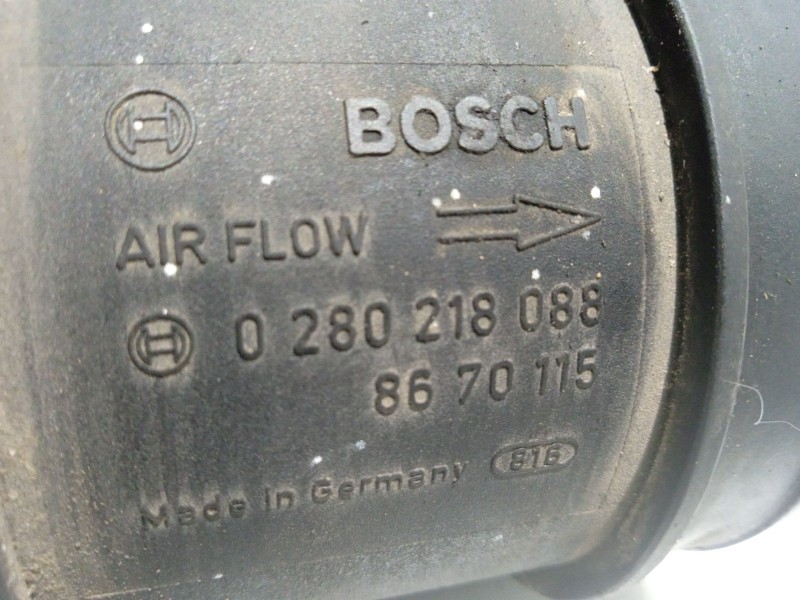 BOSCH
AIR FLOW
0 280 218 088
86 70 115
Made in Germany 816